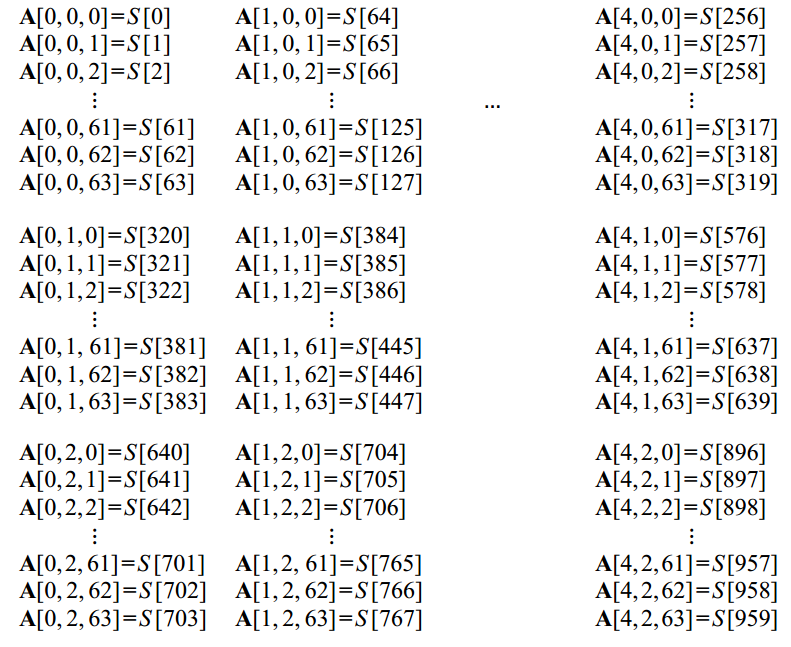 A[0, 0, 0]=S[0] A[1, 0, 0]=S[64] A[4,0,0]=S[256]
A[0, 0, 1]=S[1] A[1, 0, 1]=S[65] A[4,0,1]=S[257]
A[0, 0, 2]=S[2] A[1, 0, 2]=S[66] A[4,0,2]=S[258]
⋮ ⋮ … ⋮
A[0, 0, 61]=S[61] A[1, 0, 61]=S[125] A[4,0,61]=S[317]
A[0, 0, 62]=S[62] A[1, 0, 62]=S[126] A[4,0,62]=S[318]
A[0, 0, 63]=S[63] A[1, 0, 63]=S[127] A[4,0,63]=S[319]
A[0,1,0]=S[320] A[1,1,0]=S[384] A[4,1,0]=S[576]
A[0,1,1]=S[321] A[1,1,1]=S[385] A[4,1,1]=S[577]
A[0,1,2]=S[322] A[1,1,2]=S[386] A[4,1,2]=S[578]
⋮ ⋮ ⋮
A[0,1, 61]=S[381] A[1,1, 61]=S[445] A[4,1,61]=S[637]
A[0, 1, 62]=S[382] A[1, 1, 62]=S[446] A[4,1,62]=S[638]
A[0, 1, 63]=S[383] A[1, 1, 63]=S[447] A[4,1,63]=S[639]
A[0,2,0]=S[640] A[1,2,0]=S[704] A[4,2,0]=S[896]
A[0,2,1]=S[641] A[1,2,1]=S[705] A[4,2,1]=S[897]
A[0,2,2]=S[642] A[1,2,2]=S[706] A[4,2,2]=S[898]
⋮ ⋮ ⋮
A[0,2, 61]=S[701] A[1,2, 61]=S[765] A[4,2,61]=S[957]
A[0, 2, 62]=S[702] A[1, 2, 62]=S[766] A[4,2,62]=S[958]
A[0, 2, 63]=S[703] A[1, 2, 63]=S[767] A[4,2,63]=S[959]